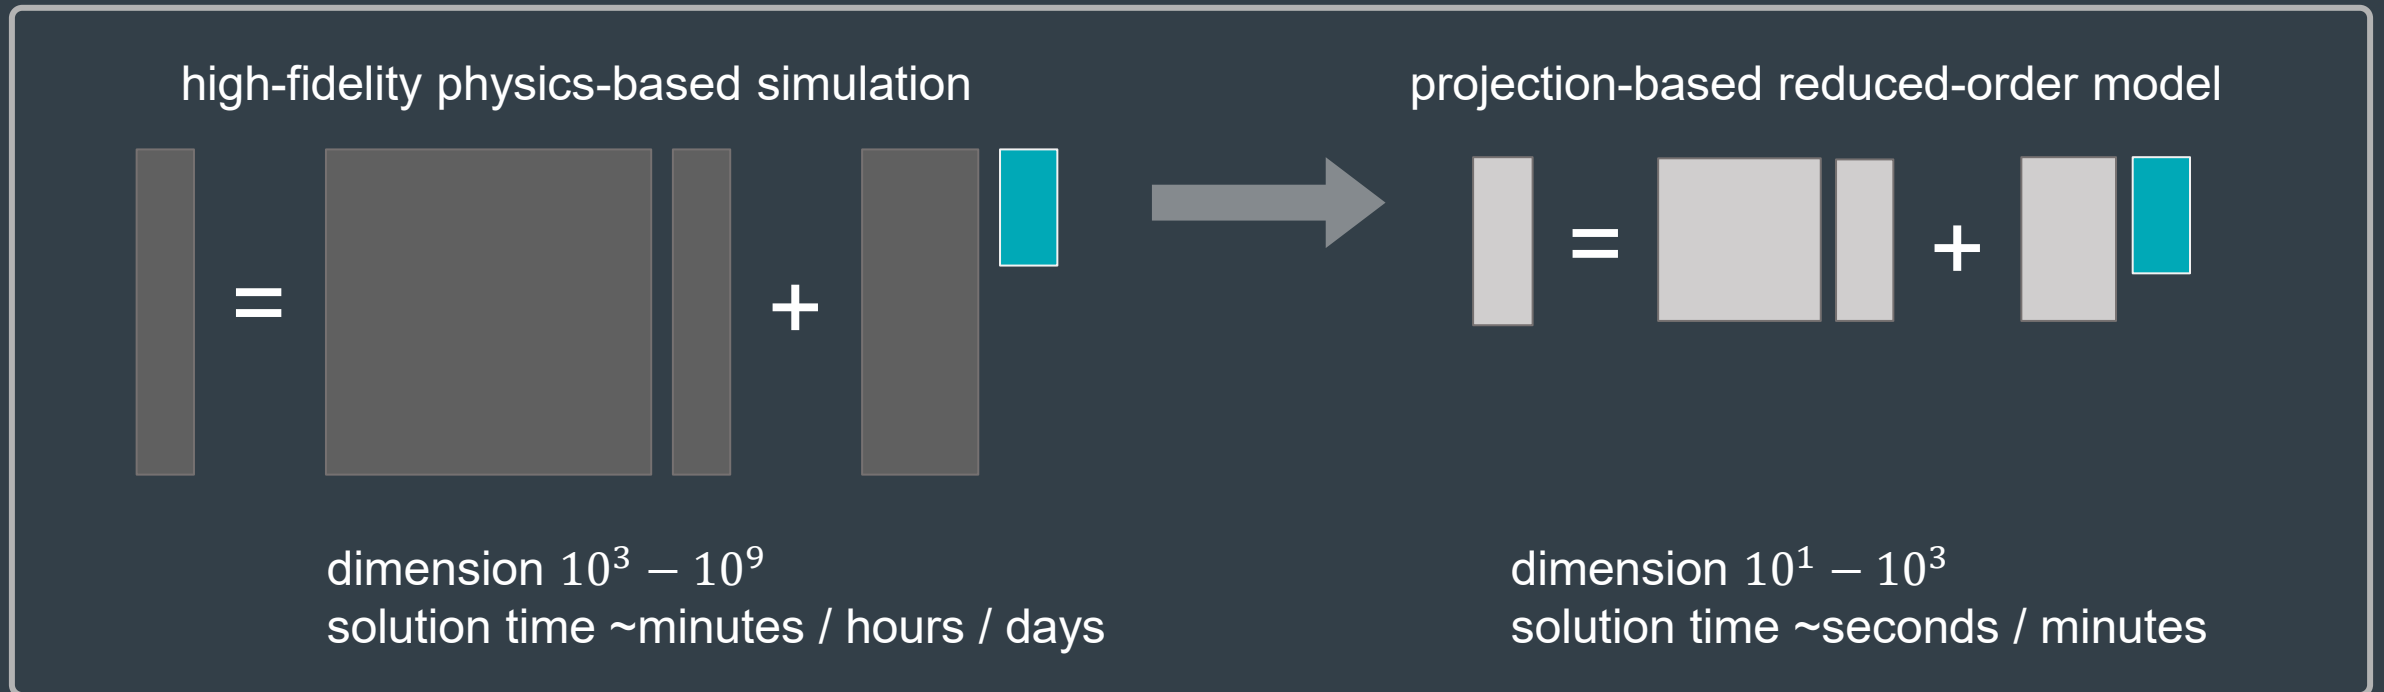 high-fidelity physics-based simulation
projection-based reduced-order model
= + = +
dimension 10³ – 10⁹
solution time ~minutes / hours / days
dimension 10¹ – 10³
solution time ~seconds / minutes